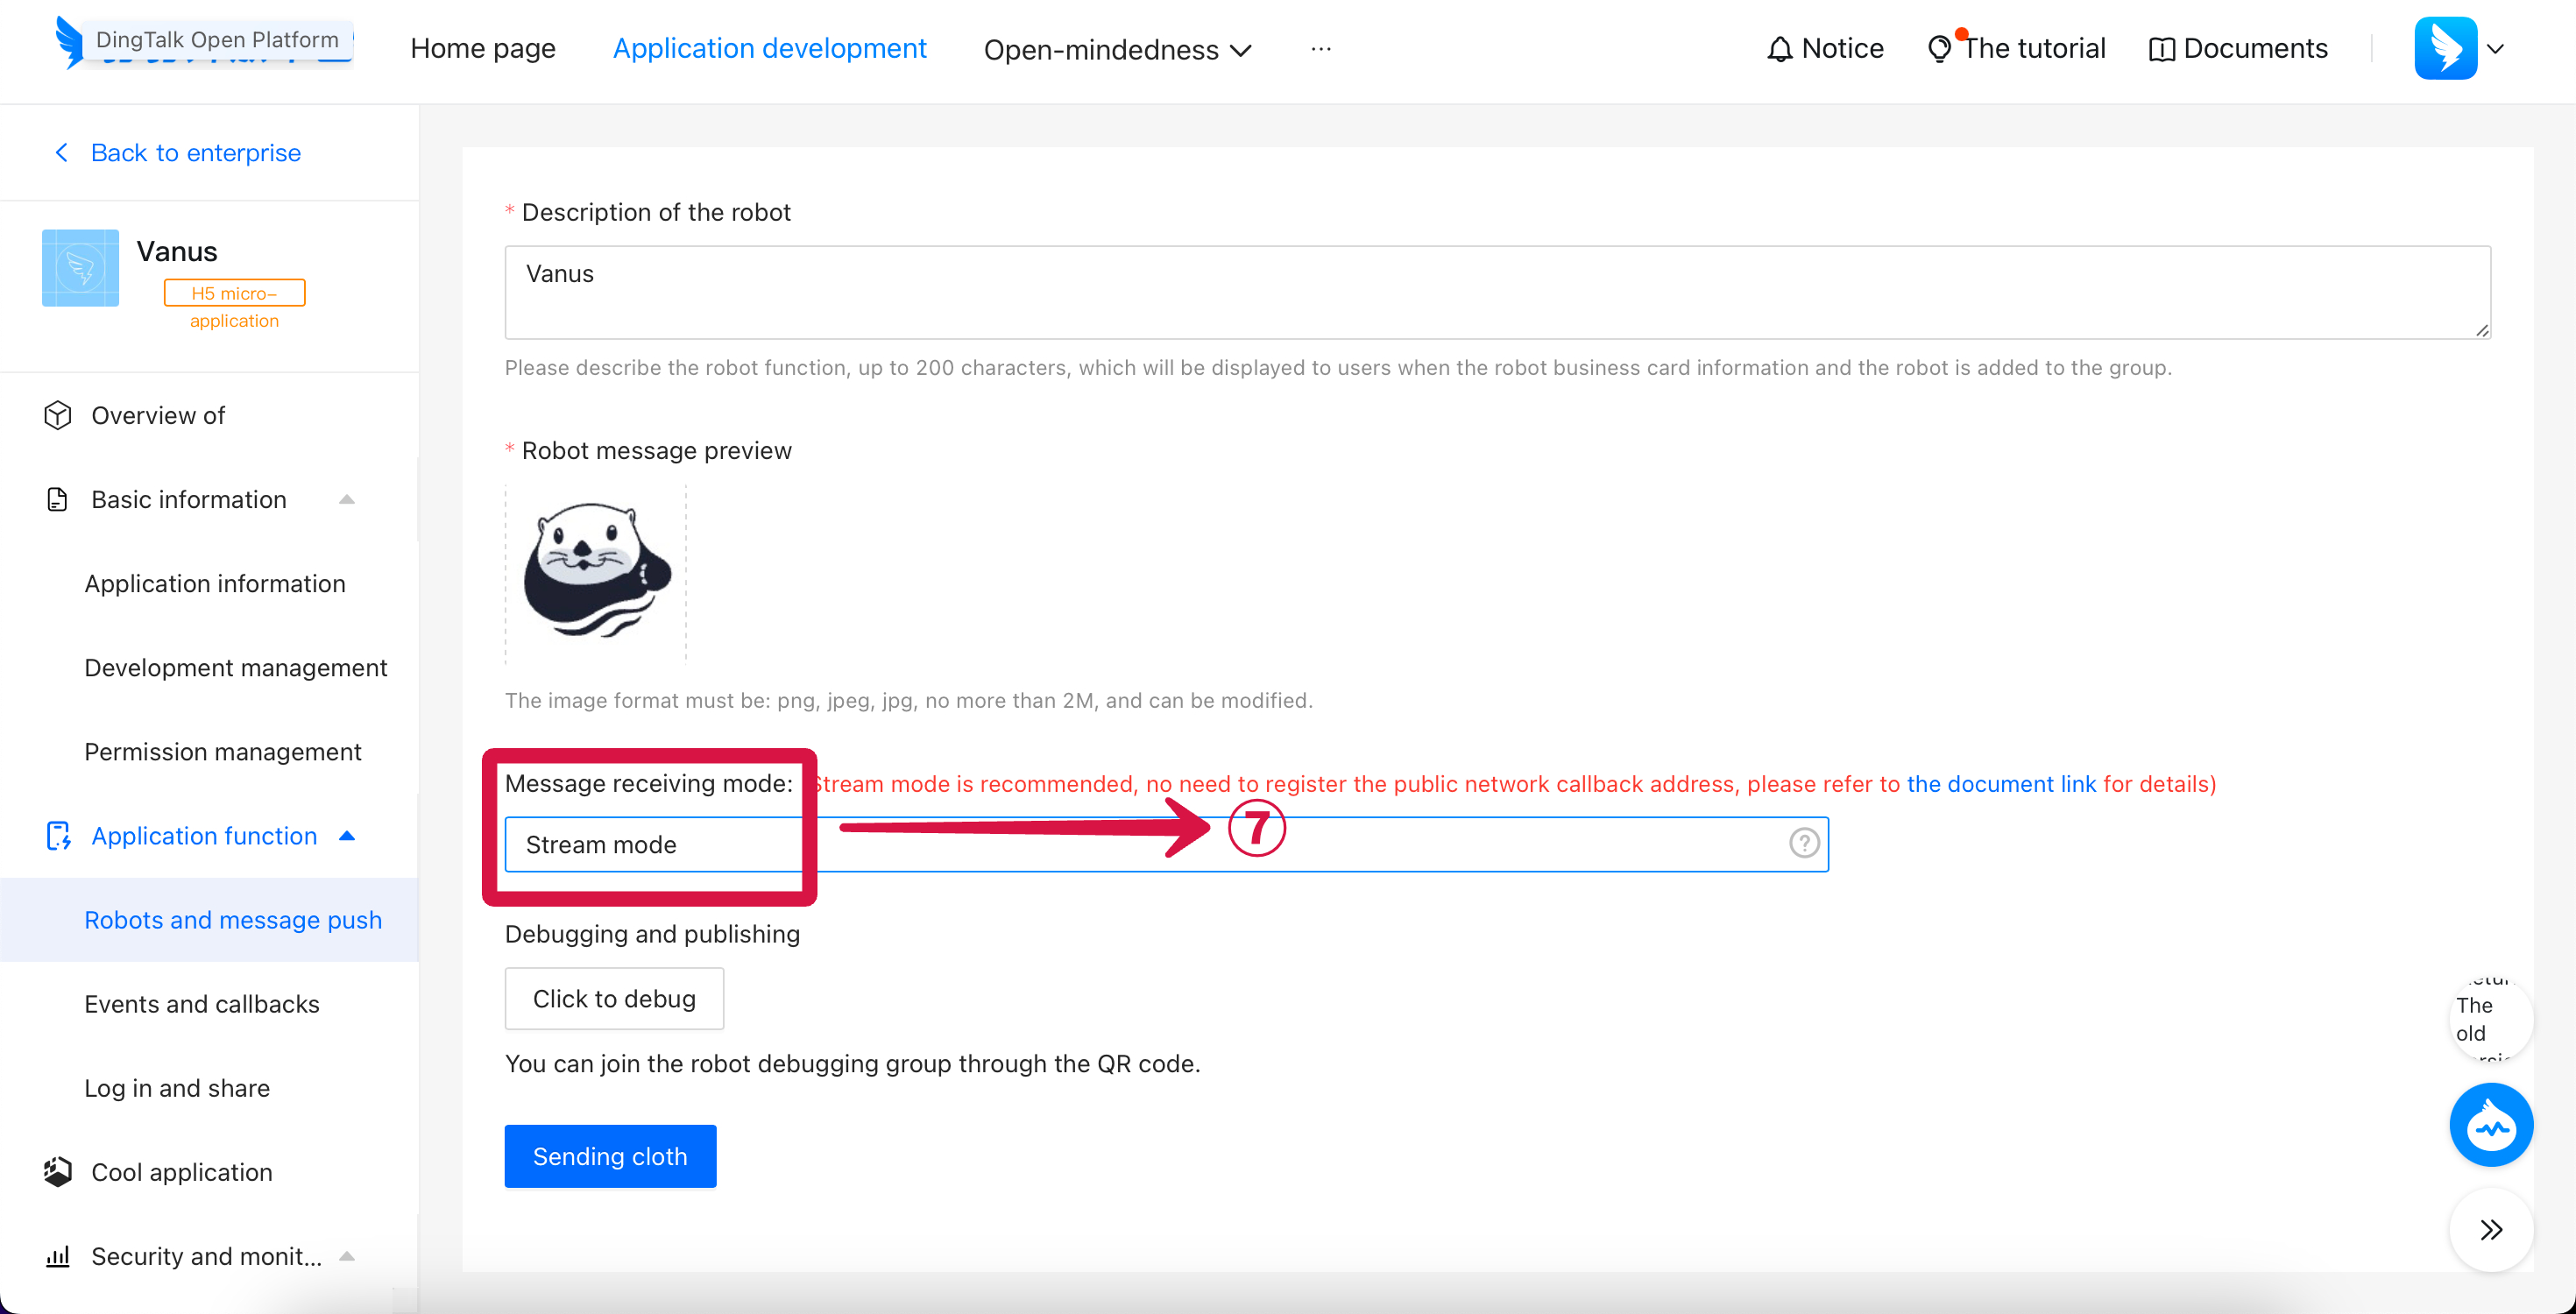 DingTalk Open Platform
Home page
Application development
Open-mindedness
...
Notice
The tutorial
Documents
Back to enterprise
Vanus
H5 micro-
application
Overview of
Basic information
Application information
Development management
Permission management
Application function
Robots and message push
Events and callbacks
Log in and share
Cool application
Security and monit...
* Description of the robot
Vanus
Please describe the robot function, up to 200 characters, which will be displayed to users when the robot business card information and the robot is added to the group.
* Robot message preview
The image format must be: png, jpeg, jpg, no more than 2M, and can be modified.
Message receiving mode: Stream mode is recommended, no need to register the public network callback address, please refer to the document link for details)
Stream mode
⑦
?
Debugging and publishing
Click to debug
You can join the robot debugging group through the QR code.
Sending cloth
The
old